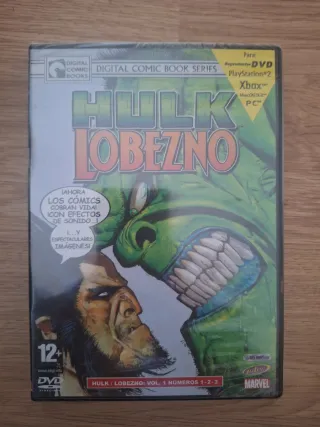 DIGITAL
COMIC
BOOKS
DIGITAL COMIC BOOK SERIES
Para:
Reproductor DVD
PlayStation®2
Xbox
PC
HULK
LOBEZNO
¡AHORA
LOS CÓMICS
COBRAN VIDA!
¡CON EFECTOS
DE SONIDO...!
¡...Y
ESPECTACULARES
IMÁGENES!
12+
DVD
HULK / LOBEZNO: VOL. 1 NÚMEROS 1-2-3
MARVEL